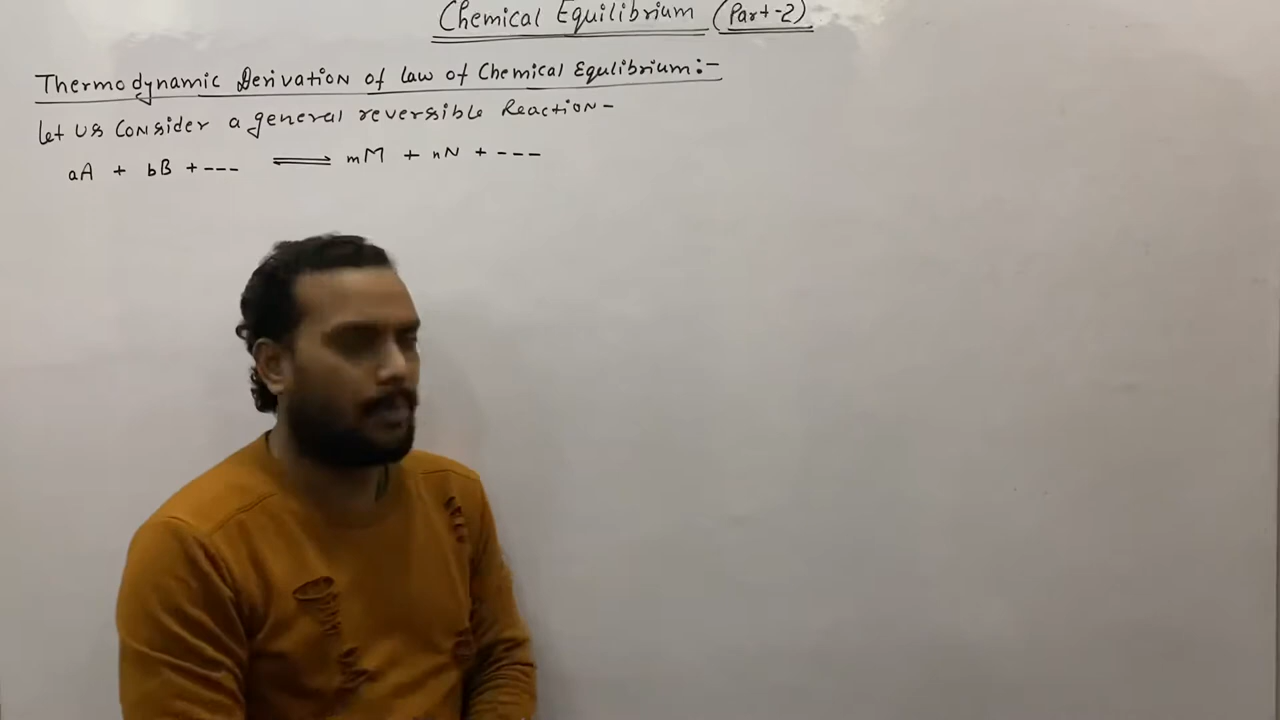 Chemical Equilibrium (Part-2)
Thermodynamic Derivation of law of Chemical Equlibrium:-
Let us Consider a general reversible Reaction-
aA + bB + --- ⇌ mM + nN + ---